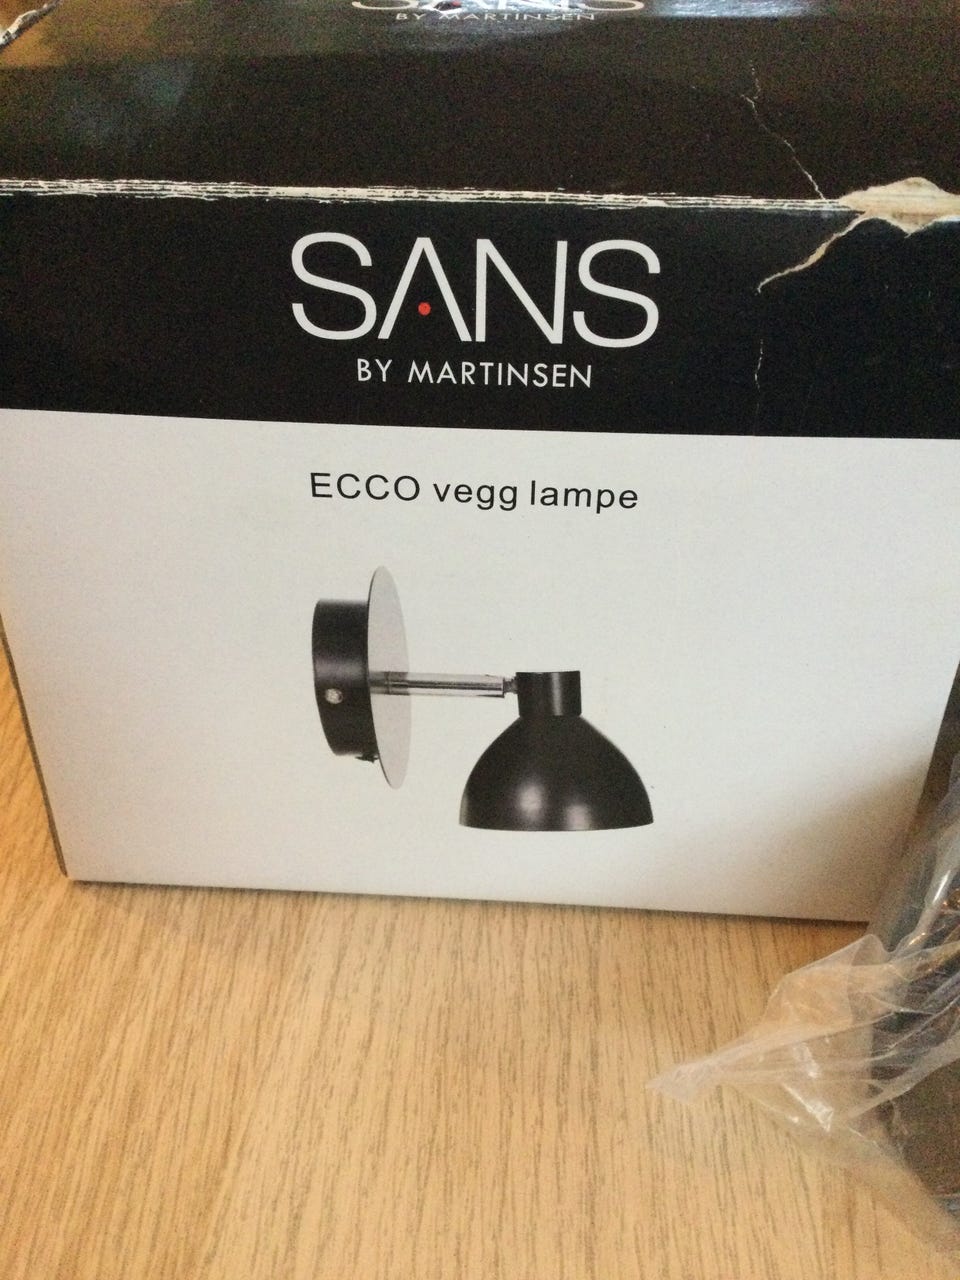 SANS
BY MARTINSEN
SANS
BY MARTINSEN
ECCO vegg lampe